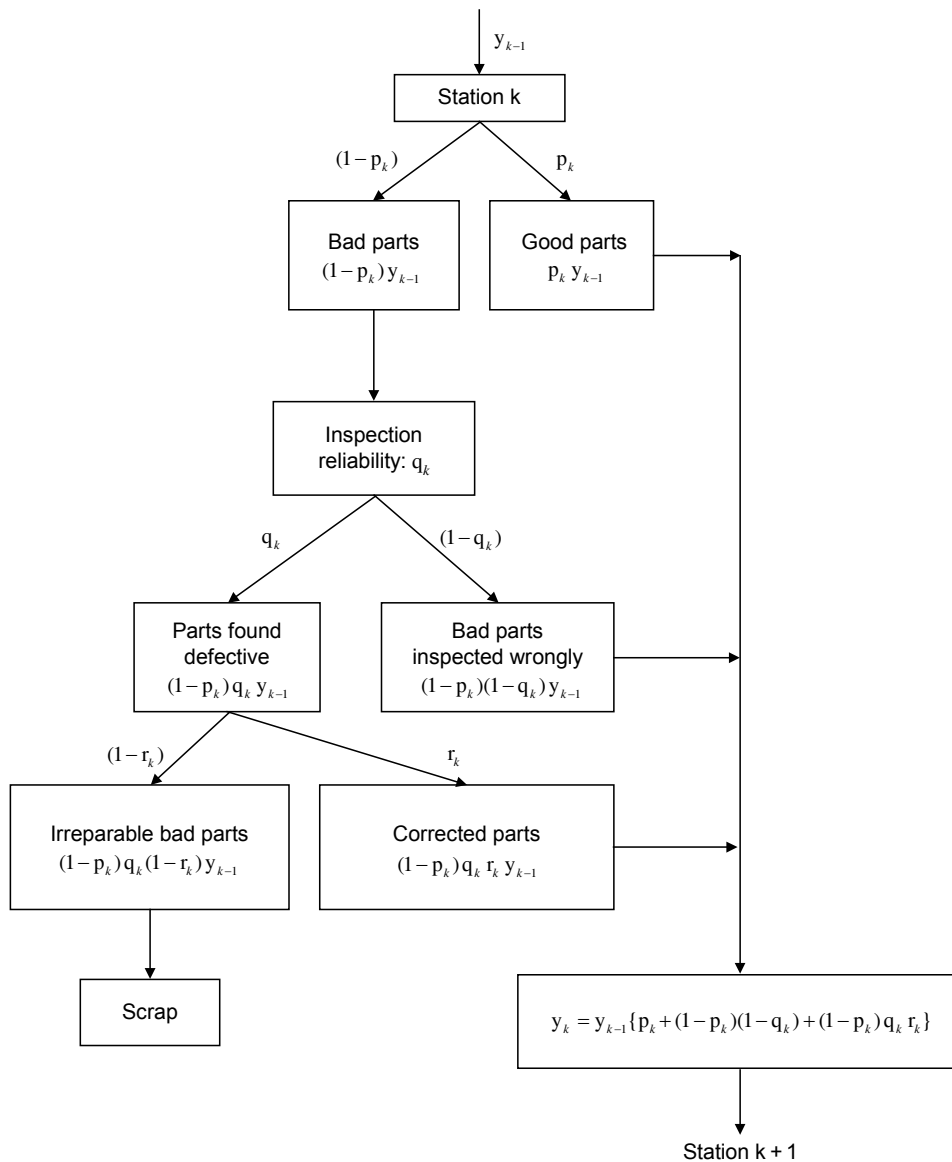 y_{k-1}
Station k
(1-p_k)
p_k
Bad parts
(1-p_k) y_{k-1}
Good parts
p_k y_{k-1}
Inspection
reliability: q_k
q_k
(1-q_k)
Parts found
defective
(1-p_k) q_k y_{k-1}
Bad parts
inspected wrongly
(1-p_k)(1-q_k) y_{k-1}
(1-r_k)
r_k
Irreparable bad parts
(1-p_k) q_k (1-r_k) y_{k-1}
Corrected parts
(1-p_k) q_k r_k y_{k-1}
Scrap
y_k = y_{k-1}{p_k+(1-p_k)(1-q_k)+(1-p_k) q_k r_k}
Station k + 1